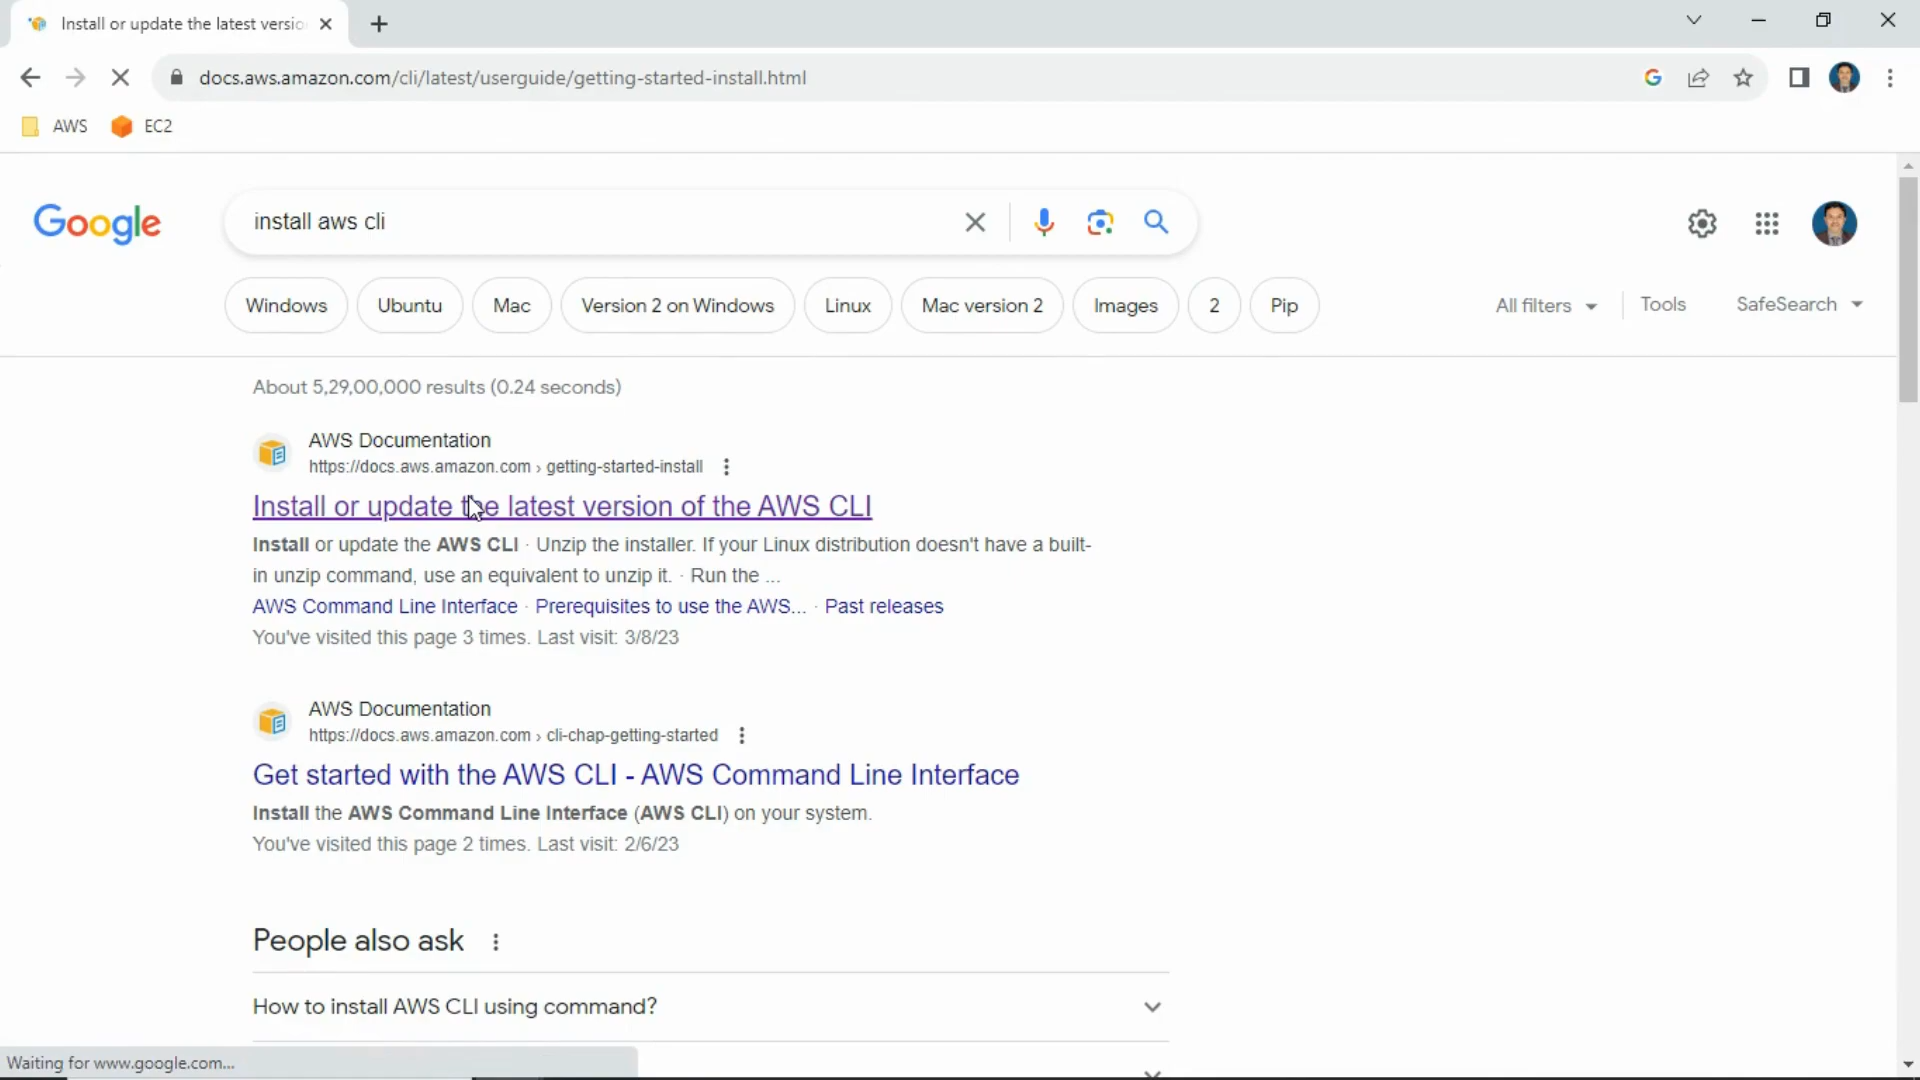 Install or update the latest versio
docs.aws.amazon.com/cli/latest/userguide/getting-started-install.html
AWS
EC2
Google
install aws cli
Windows
Ubuntu
Mac
Version 2 on Windows
Linux
Mac version 2
Images
2
Pip
All filters
Tools
SafeSearch
About 5,29,00,000 results (0.24 seconds)
AWS Documentation
https://docs.aws.amazon.com › getting-started-install
Install or update the latest version of the AWS CLI
Install or update the AWS CLI · Unzip the installer. If your Linux distribution doesn't have a built-
in unzip command, use an equivalent to unzip it. · Run the ...
AWS Command Line Interface · Prerequisites to use the AWS... · Past releases
You've visited this page 3 times. Last visit: 3/8/23
AWS Documentation
https://docs.aws.amazon.com › cli-chap-getting-started
Get started with the AWS CLI - AWS Command Line Interface
Install the AWS Command Line Interface (AWS CLI) on your system.
You've visited this page 2 times. Last visit: 2/6/23
People also ask
How to install AWS CLI using command?
Waiting for www.google.com...